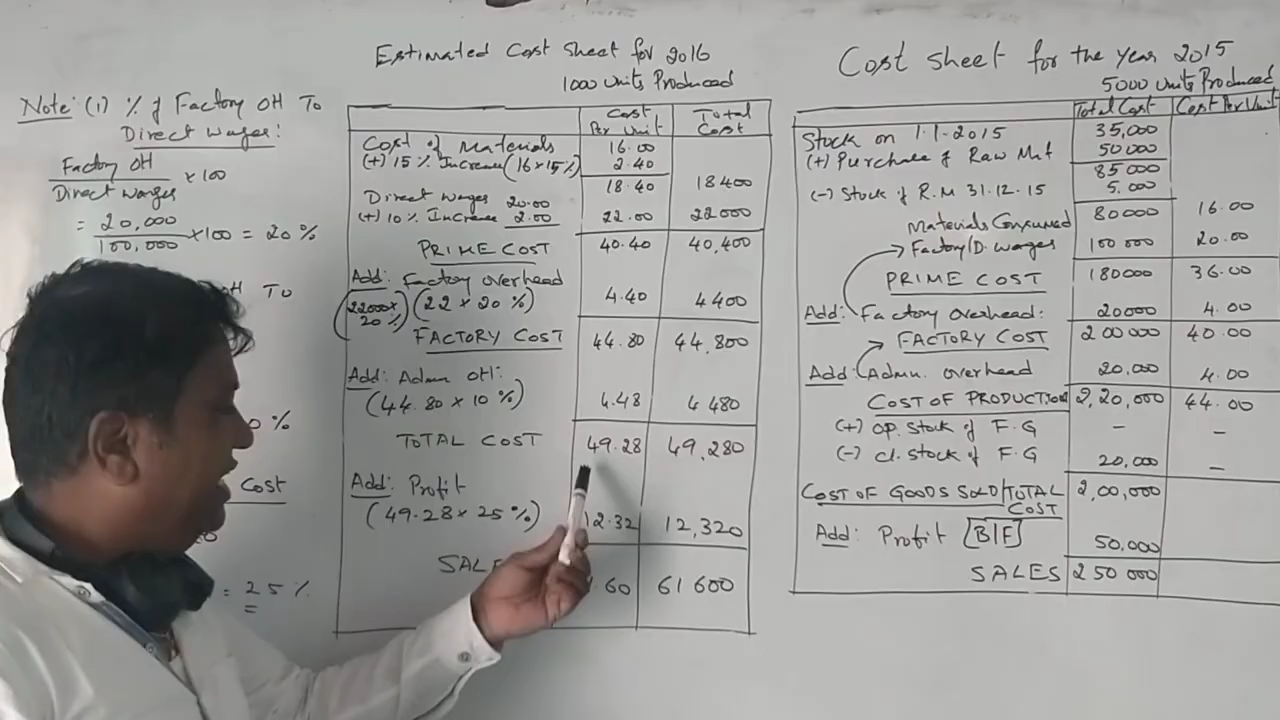 Note: (1) % of Factory OH To
Direct wages:
Factory OH
Direct Wages × 100
= 20,000
100,000 ×100 = 20 %
OH To
0 %
Cost
= 25 %
Estimated Cost Sheet for 2016
1000 Units Produced
Cost Per Unit Total Cost
Cost of Materials 16.00
(+) 15 % Increase (16×15%) 2.40
18.40 18400
Direct Wages 20.00
(+) 10 % Increase 2.00 22.00 22000
PRIME COST 40.40 40,400
Add: Factory overhead
(22000× 20 %) (22 × 20 %) 4.40 4400
FACTORY COST 44.80 44,800
Add: Admn OH:
(44.80 × 10 %) 4.48 4480
TOTAL COST 49.28 49,280
Add: Profit
(49.28 × 25 %) 12.32 12,320
SALE 60 61600
Cost Sheet for the year 2015
5000 Units Produced
Total Cost Cost Per Unit
Stock on 1.1.2015 35,000
(+) Purchase of Raw Mat 50000
85000
(-) Stock of R.M 31.12.15 5.000
Materials Consumed 80000 16.00
Factory/D. Wages 100000 20.00
PRIME COST 180000 36.00
Add: Factory Overhead: 20000 4.00
FACTORY COST 200000 40.00
Add: Admn. overhead 20,000 4.00
COST OF PRODUCTION 2,20,000 44.00
(+) Op. Stock of F.G - -
(-) Cl. Stock of F.G 20,000 -
COST OF GOODS SOLD/TOTAL COST 2,00,000
Add: Profit [B/F] 50,000
SALES 250 000